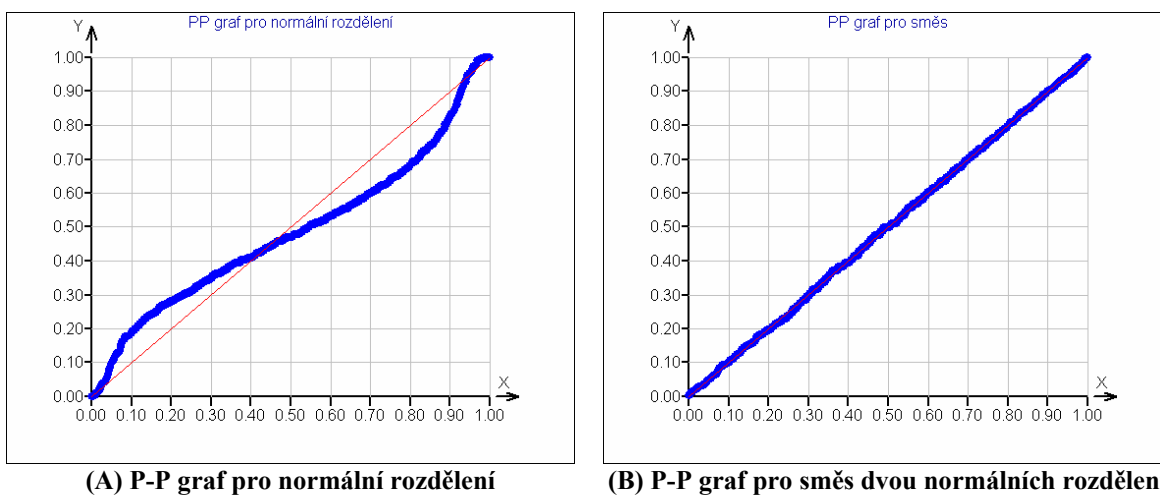 PP graf pro normální rozdělení
Y
1.00
0.90
0.80
0.70
0.60
0.50
0.40
0.30
0.20
0.10
0.00
X
0.00 0.10 0.20 0.30 0.40 0.50 0.60 0.70 0.80 0.90 1.00
(A) P-P graf pro normální rozdělení
PP graf pro směs
Y
1.00
0.90
0.80
0.70
0.60
0.50
0.40
0.30
0.20
0.10
0.00
X
0.00 0.10 0.20 0.30 0.40 0.50 0.60 0.70 0.80 0.90 1.00
(B) P-P graf pro směs dvou normálních rozdělen